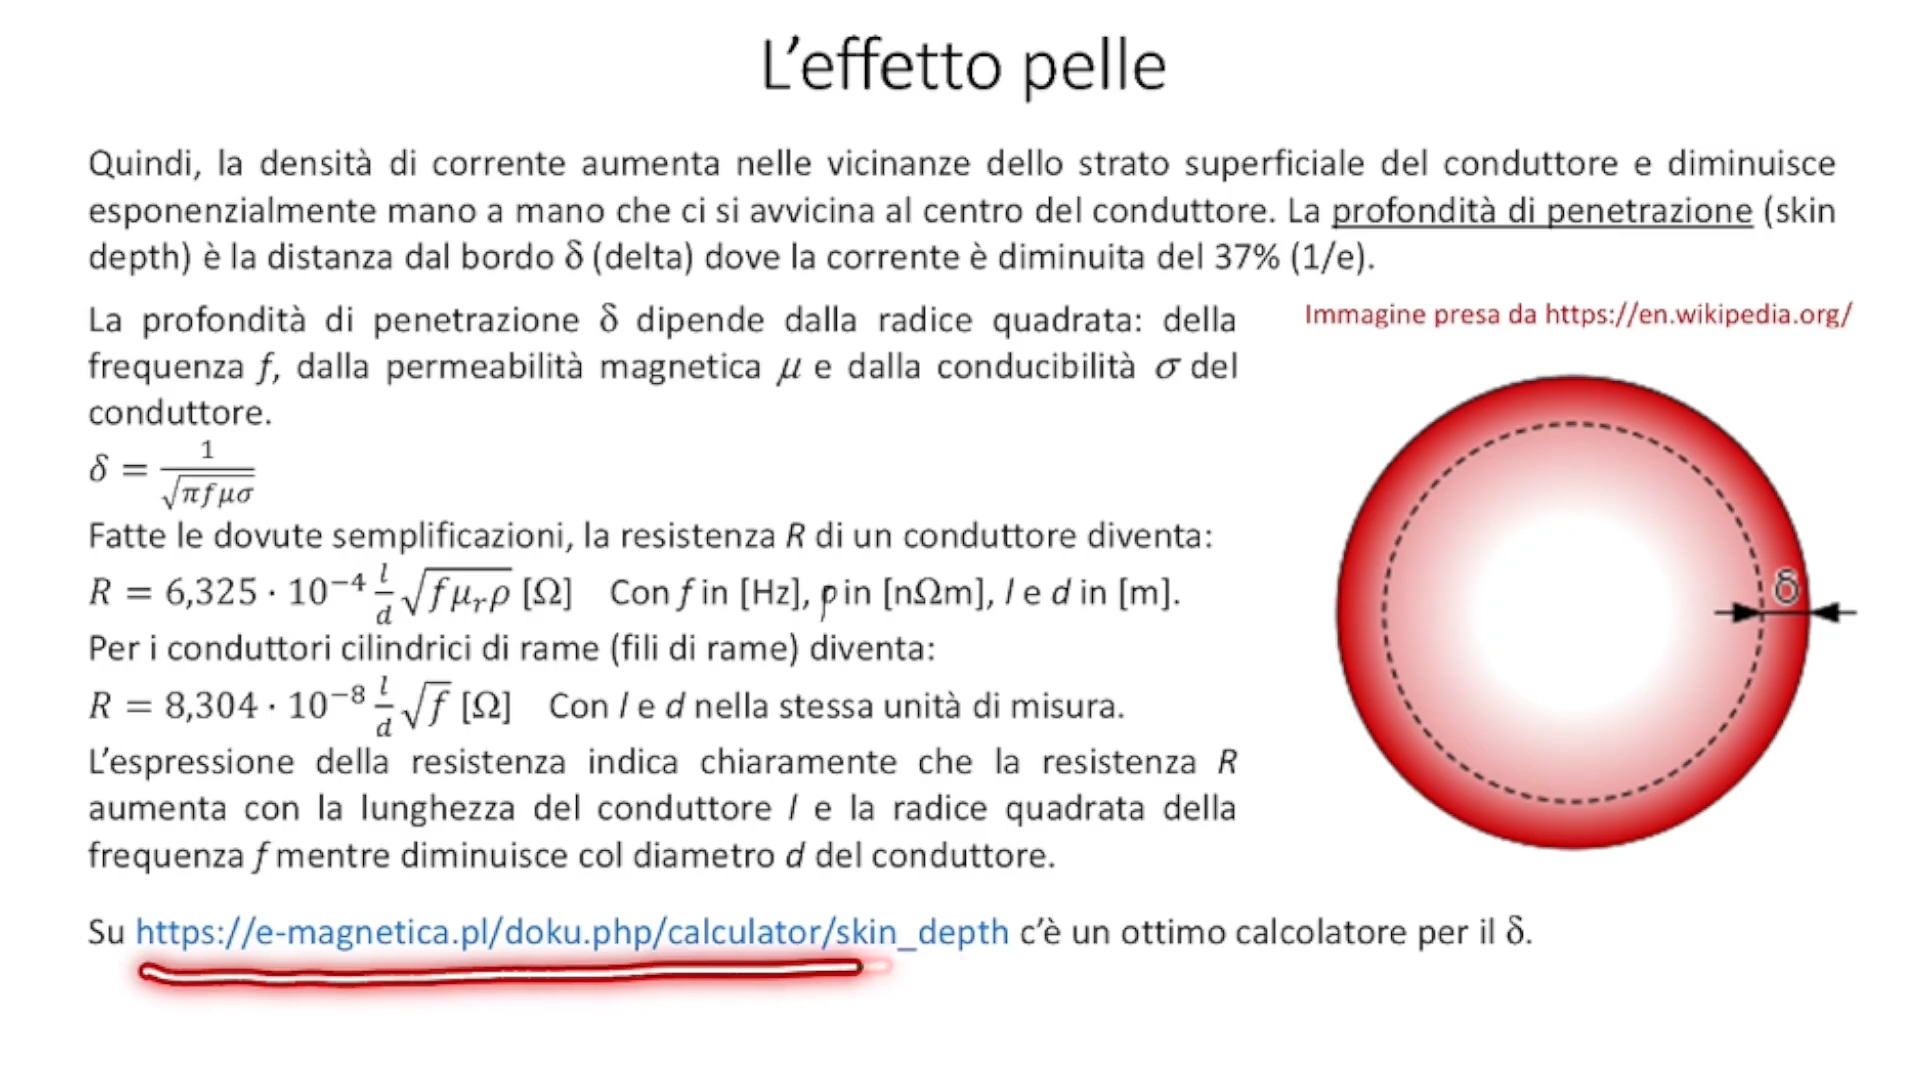 L’effetto pelle
Quindi, la densità di corrente aumenta nelle vicinanze dello strato superficiale del conduttore e diminuisce
esponenzialmente mano a mano che ci si avvicina al centro del conduttore. La profondità di penetrazione (skin
depth) è la distanza dal bordo δ (delta) dove la corrente è diminuita del 37% (1/e).
La profondità di penetrazione δ dipende dalla radice quadrata: della
frequenza f, dalla permeabilità magnetica μ e dalla conducibilità σ del
conduttore.
δ = 1/√(πfμσ)
Fatte le dovute semplificazioni, la resistenza R di un conduttore diventa:
R = 6,325 · 10⁻⁴ l/d √(fμᵣρ) [Ω] Con f in [Hz], ρ in [nΩm], l e d in [m].
Per i conduttori cilindrici di rame (fili di rame) diventa:
R = 8,304 · 10⁻⁸ l/d √f [Ω] Con l e d nella stessa unità di misura.
L’espressione della resistenza indica chiaramente che la resistenza R
aumenta con la lunghezza del conduttore l e la radice quadrata della
frequenza f mentre diminuisce col diametro d del conduttore.
Immagine presa da https://en.wikipedia.org/
δ
Su https://e-magnetica.pl/doku.php/calculator/skin_depth c’è un ottimo calcolatore per il δ.